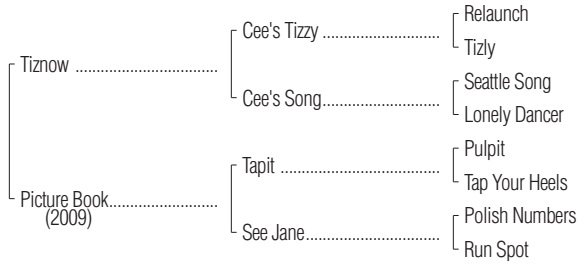 Relaunch
Cee's Tizzy ..............................
Tizly
Tiznow ....................................
Seattle Song
Cee's Song..............................
Lonely Dancer
Pulpit
Tapit ........................................
Tap Your Heels
Picture Book...........................
(2009)
Polish Numbers
See Jane..................................
Run Spot